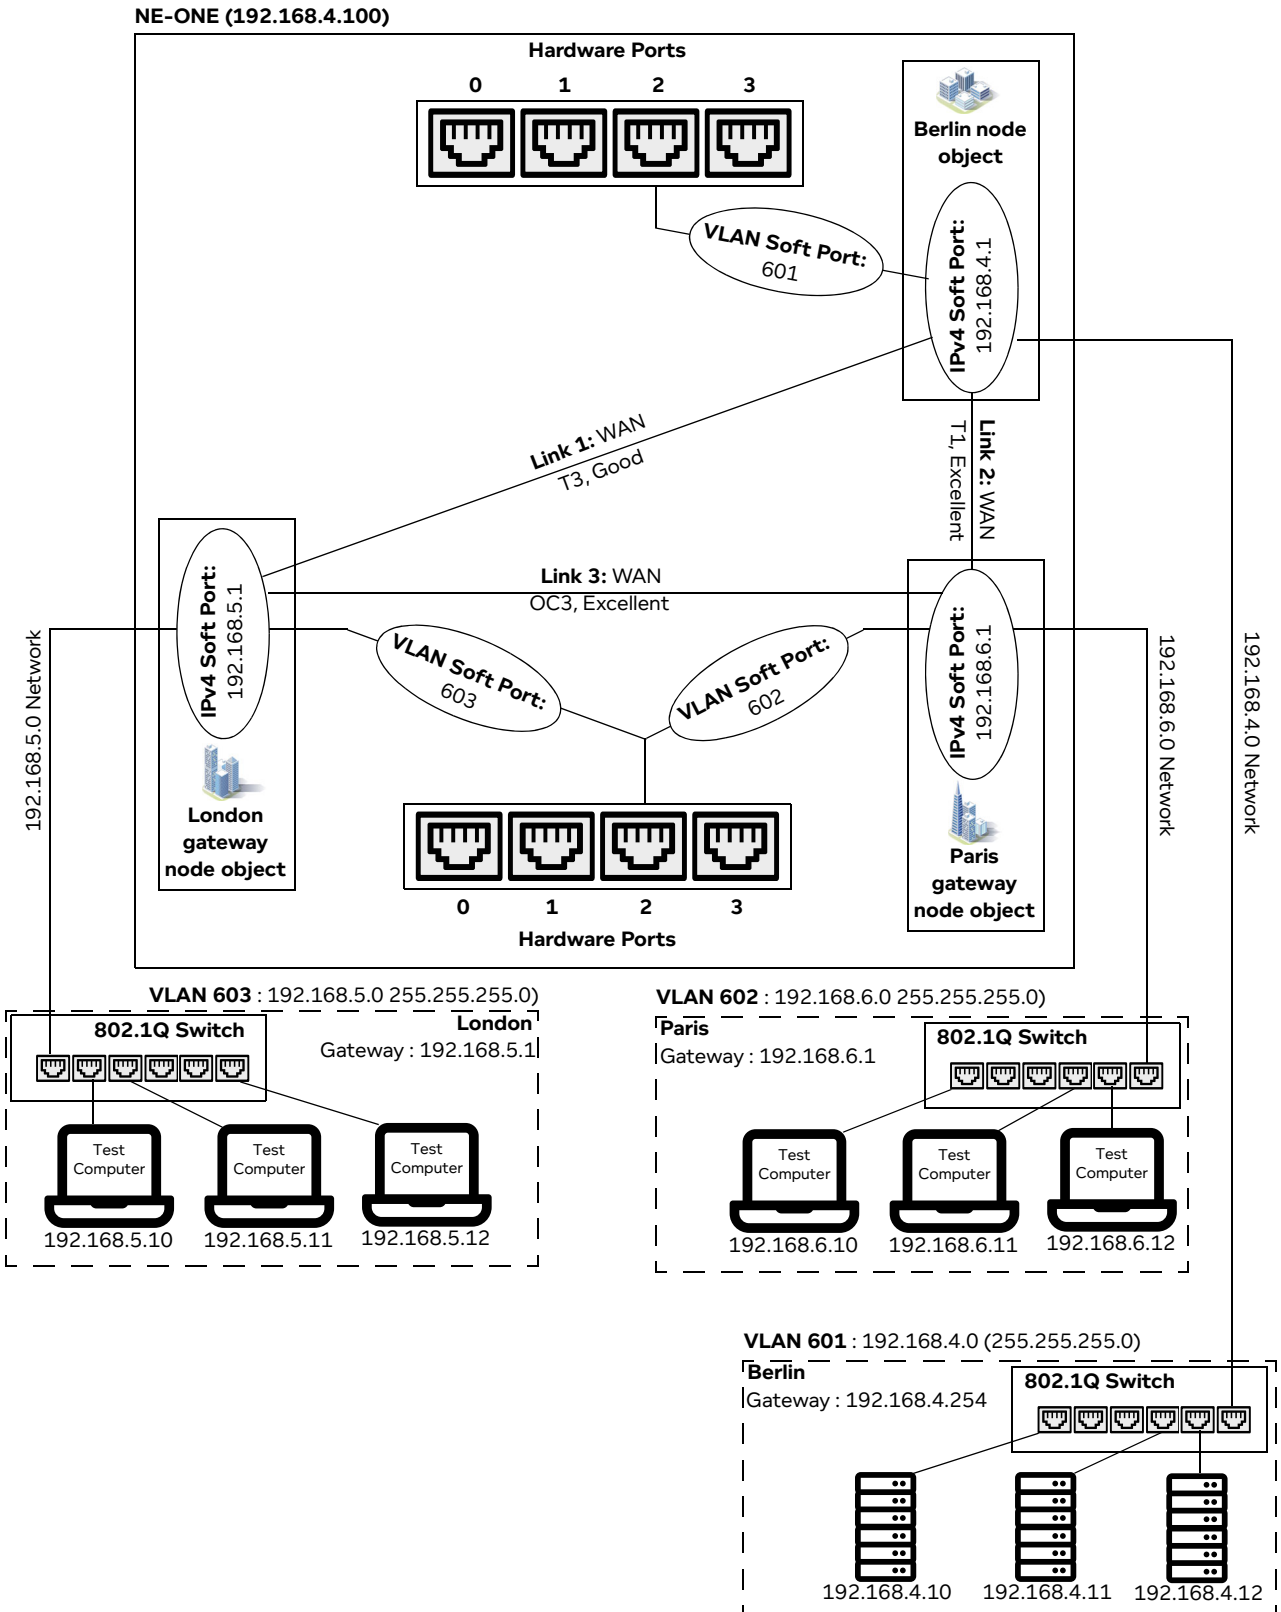 NE-ONE (192.168.4.100)
Hardware Ports
0 1 2 3
Berlin node
object
VLAN Soft Port:
601
IPv4 Soft Port:
192.168.4.1
Link 1: WAN
T3, Good
Link 2: WAN
T1, Excellent
Link 3: WAN
OC3, Excellent
IPv4 Soft Port:
192.168.5.1
London
gateway
node object
VLAN Soft Port:
603
VLAN Soft Port:
602
IPv4 Soft Port:
192.168.6.1
Paris
gateway
node object
0 1 2 3
Hardware Ports
192.168.5.0 Network
192.168.6.0 Network
192.168.4.0 Network
VLAN 603 : 192.168.5.0 255.255.255.0)
802.1Q Switch
London
Gateway : 192.168.5.1
Test
Computer
Test
Computer
Test
Computer
192.168.5.10
192.168.5.11
192.168.5.12
VLAN 602 : 192.168.6.0 255.255.255.0)
Paris
Gateway : 192.168.6.1
802.1Q Switch
Test
Computer
Test
Computer
Test
Computer
192.168.6.10
192.168.6.11
192.168.6.12
VLAN 601 : 192.168.4.0 (255.255.255.0)
Berlin
Gateway : 192.168.4.254
802.1Q Switch
192.168.4.10
192.168.4.11
192.168.4.12